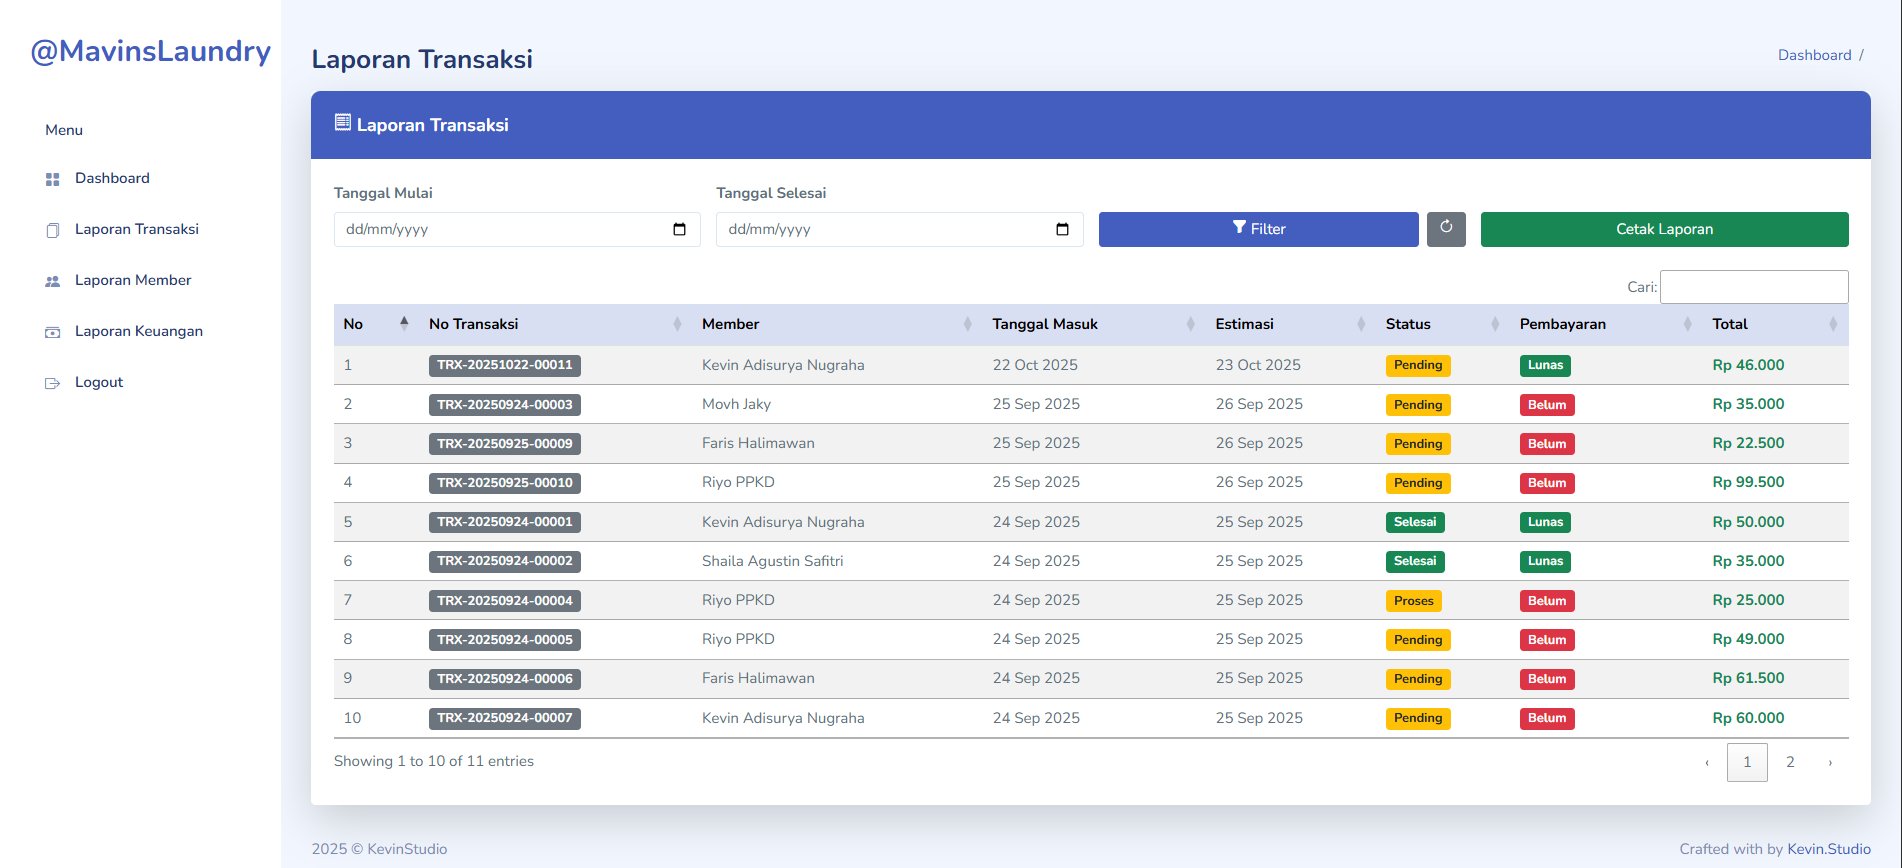 @MavinsLaundry
Menu
Dashboard
Laporan Transaksi
Laporan Member
Laporan Keuangan
Logout
Laporan Transaksi
Dashboard /
Laporan Transaksi
Tanggal Mulai Tanggal Selesai
dd/mm/yyyy dd/mm/yyyy Filter Cetak Laporan
Cari:
No No Transaksi Member Tanggal Masuk Estimasi Status Pembayaran Total
1 TRX-20251022-00011 Kevin Adisurya Nugraha 22 Oct 2025 23 Oct 2025 Pending Lunas Rp 46.000
2 TRX-20250924-00003 Movh Jaky 25 Sep 2025 26 Sep 2025 Pending Belum Rp 35.000
3 TRX-20250925-00009 Faris Halimawan 25 Sep 2025 26 Sep 2025 Pending Belum Rp 22.500
4 TRX-20250925-00010 Riyo PPKD 25 Sep 2025 26 Sep 2025 Pending Belum Rp 99.500
5 TRX-20250924-00001 Kevin Adisurya Nugraha 24 Sep 2025 25 Sep 2025 Selesai Lunas Rp 50.000
6 TRX-20250924-00002 Shaila Agustin Safitri 24 Sep 2025 25 Sep 2025 Selesai Lunas Rp 35.000
7 TRX-20250924-00004 Riyo PPKD 24 Sep 2025 25 Sep 2025 Proses Belum Rp 25.000
8 TRX-20250924-00005 Riyo PPKD 24 Sep 2025 25 Sep 2025 Pending Belum Rp 49.000
9 TRX-20250924-00006 Faris Halimawan 24 Sep 2025 25 Sep 2025 Pending Belum Rp 61.500
10 TRX-20250924-00007 Kevin Adisurya Nugraha 24 Sep 2025 25 Sep 2025 Pending Belum Rp 60.000
Showing 1 to 10 of 11 entries ‹ 1 2 ›
2025 © KevinStudio
Crafted with by Kevin.Studio